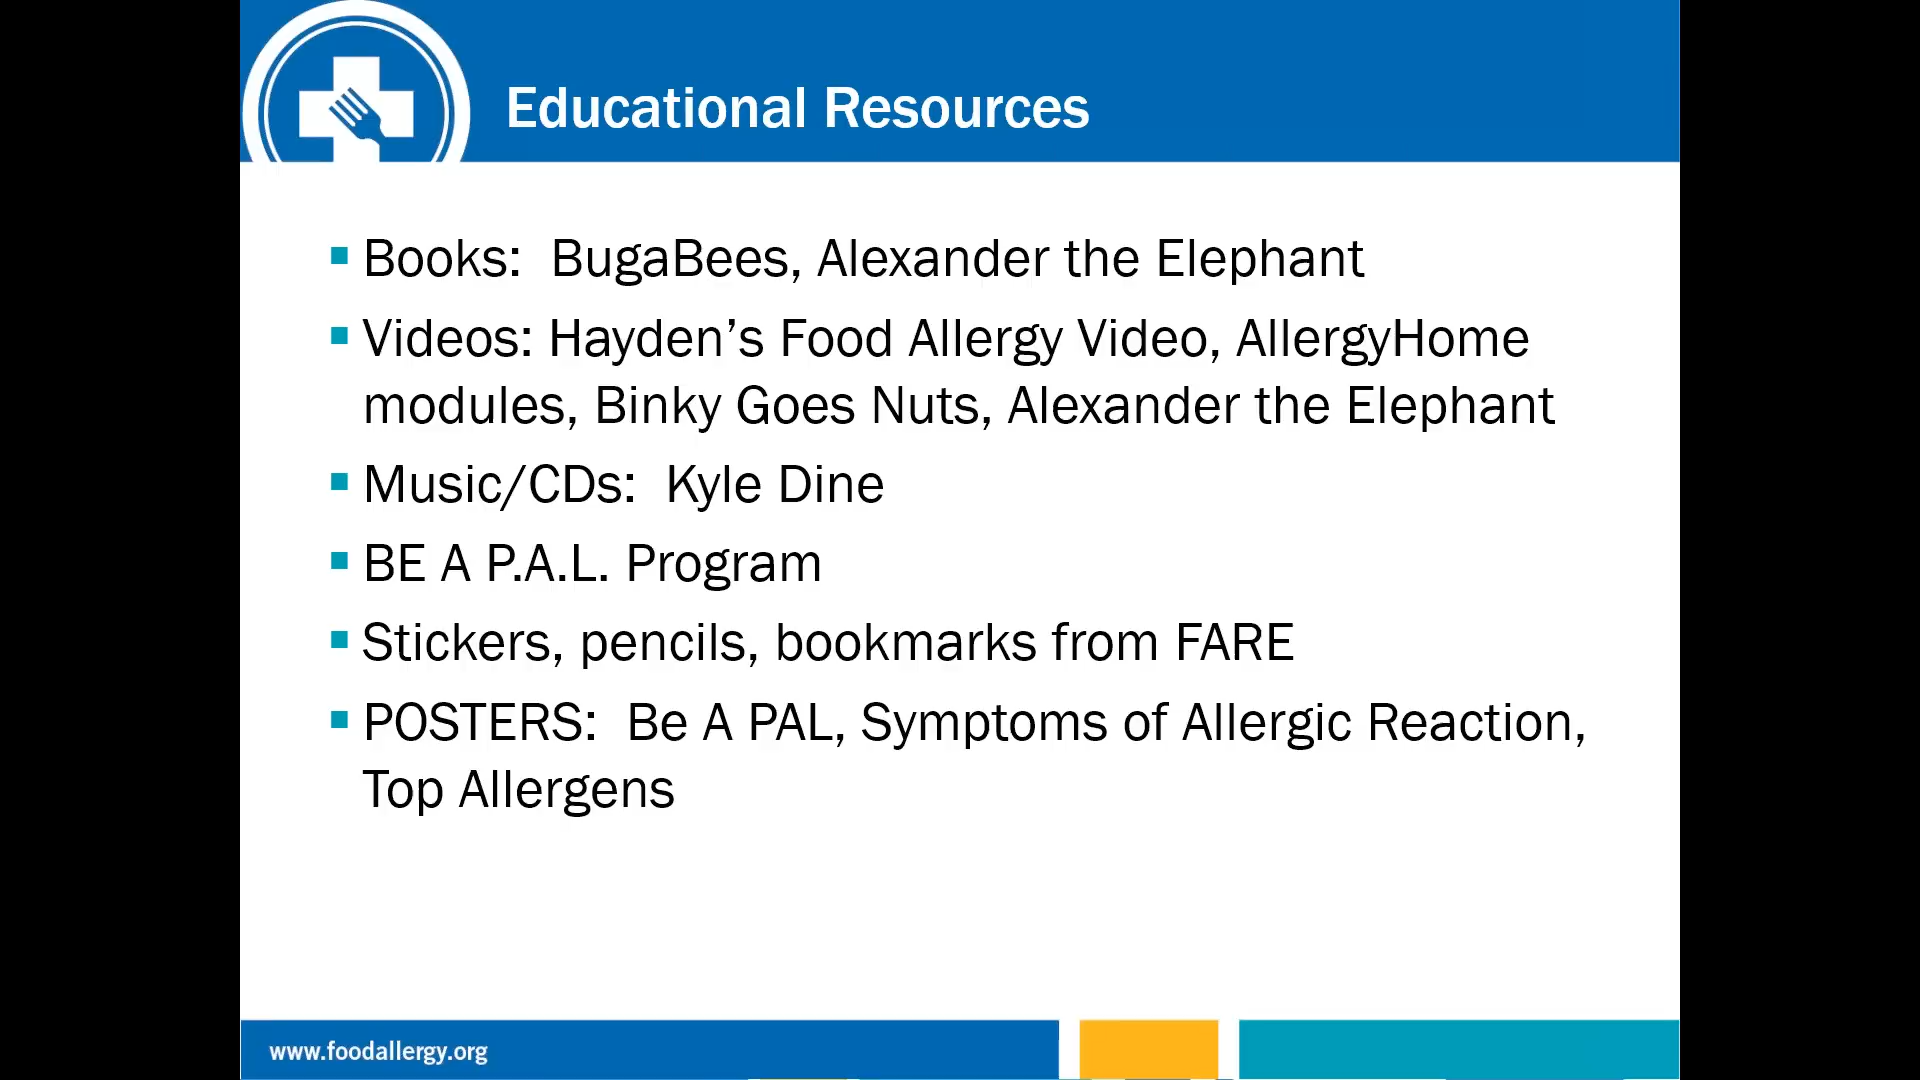 Educational Resources
Books:  BugaBees, Alexander the Elephant
Videos: Hayden’s Food Allergy Video, AllergyHome
modules, Binky Goes Nuts, Alexander the Elephant
Music/CDs:  Kyle Dine
BE A P.A.L. Program
Stickers, pencils, bookmarks from FARE
POSTERS:  Be A PAL, Symptoms of Allergic Reaction,
Top Allergens
www.foodallergy.org